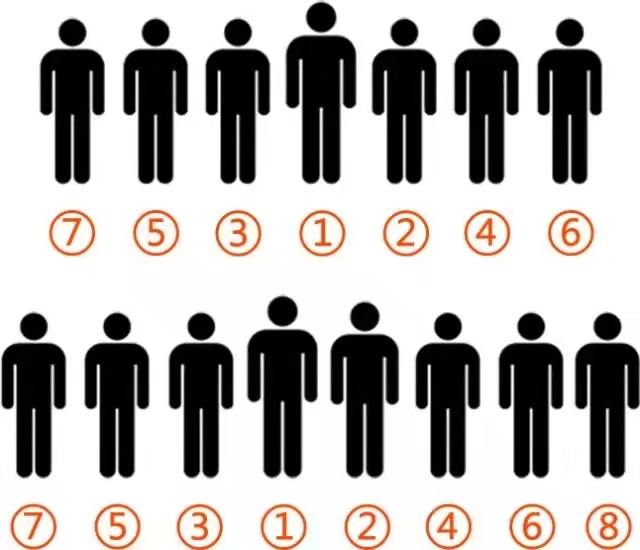 ⑦ ⑤ ③ ① ② ④ ⑥
⑦ ⑤ ③ ① ② ④ ⑥ ⑧